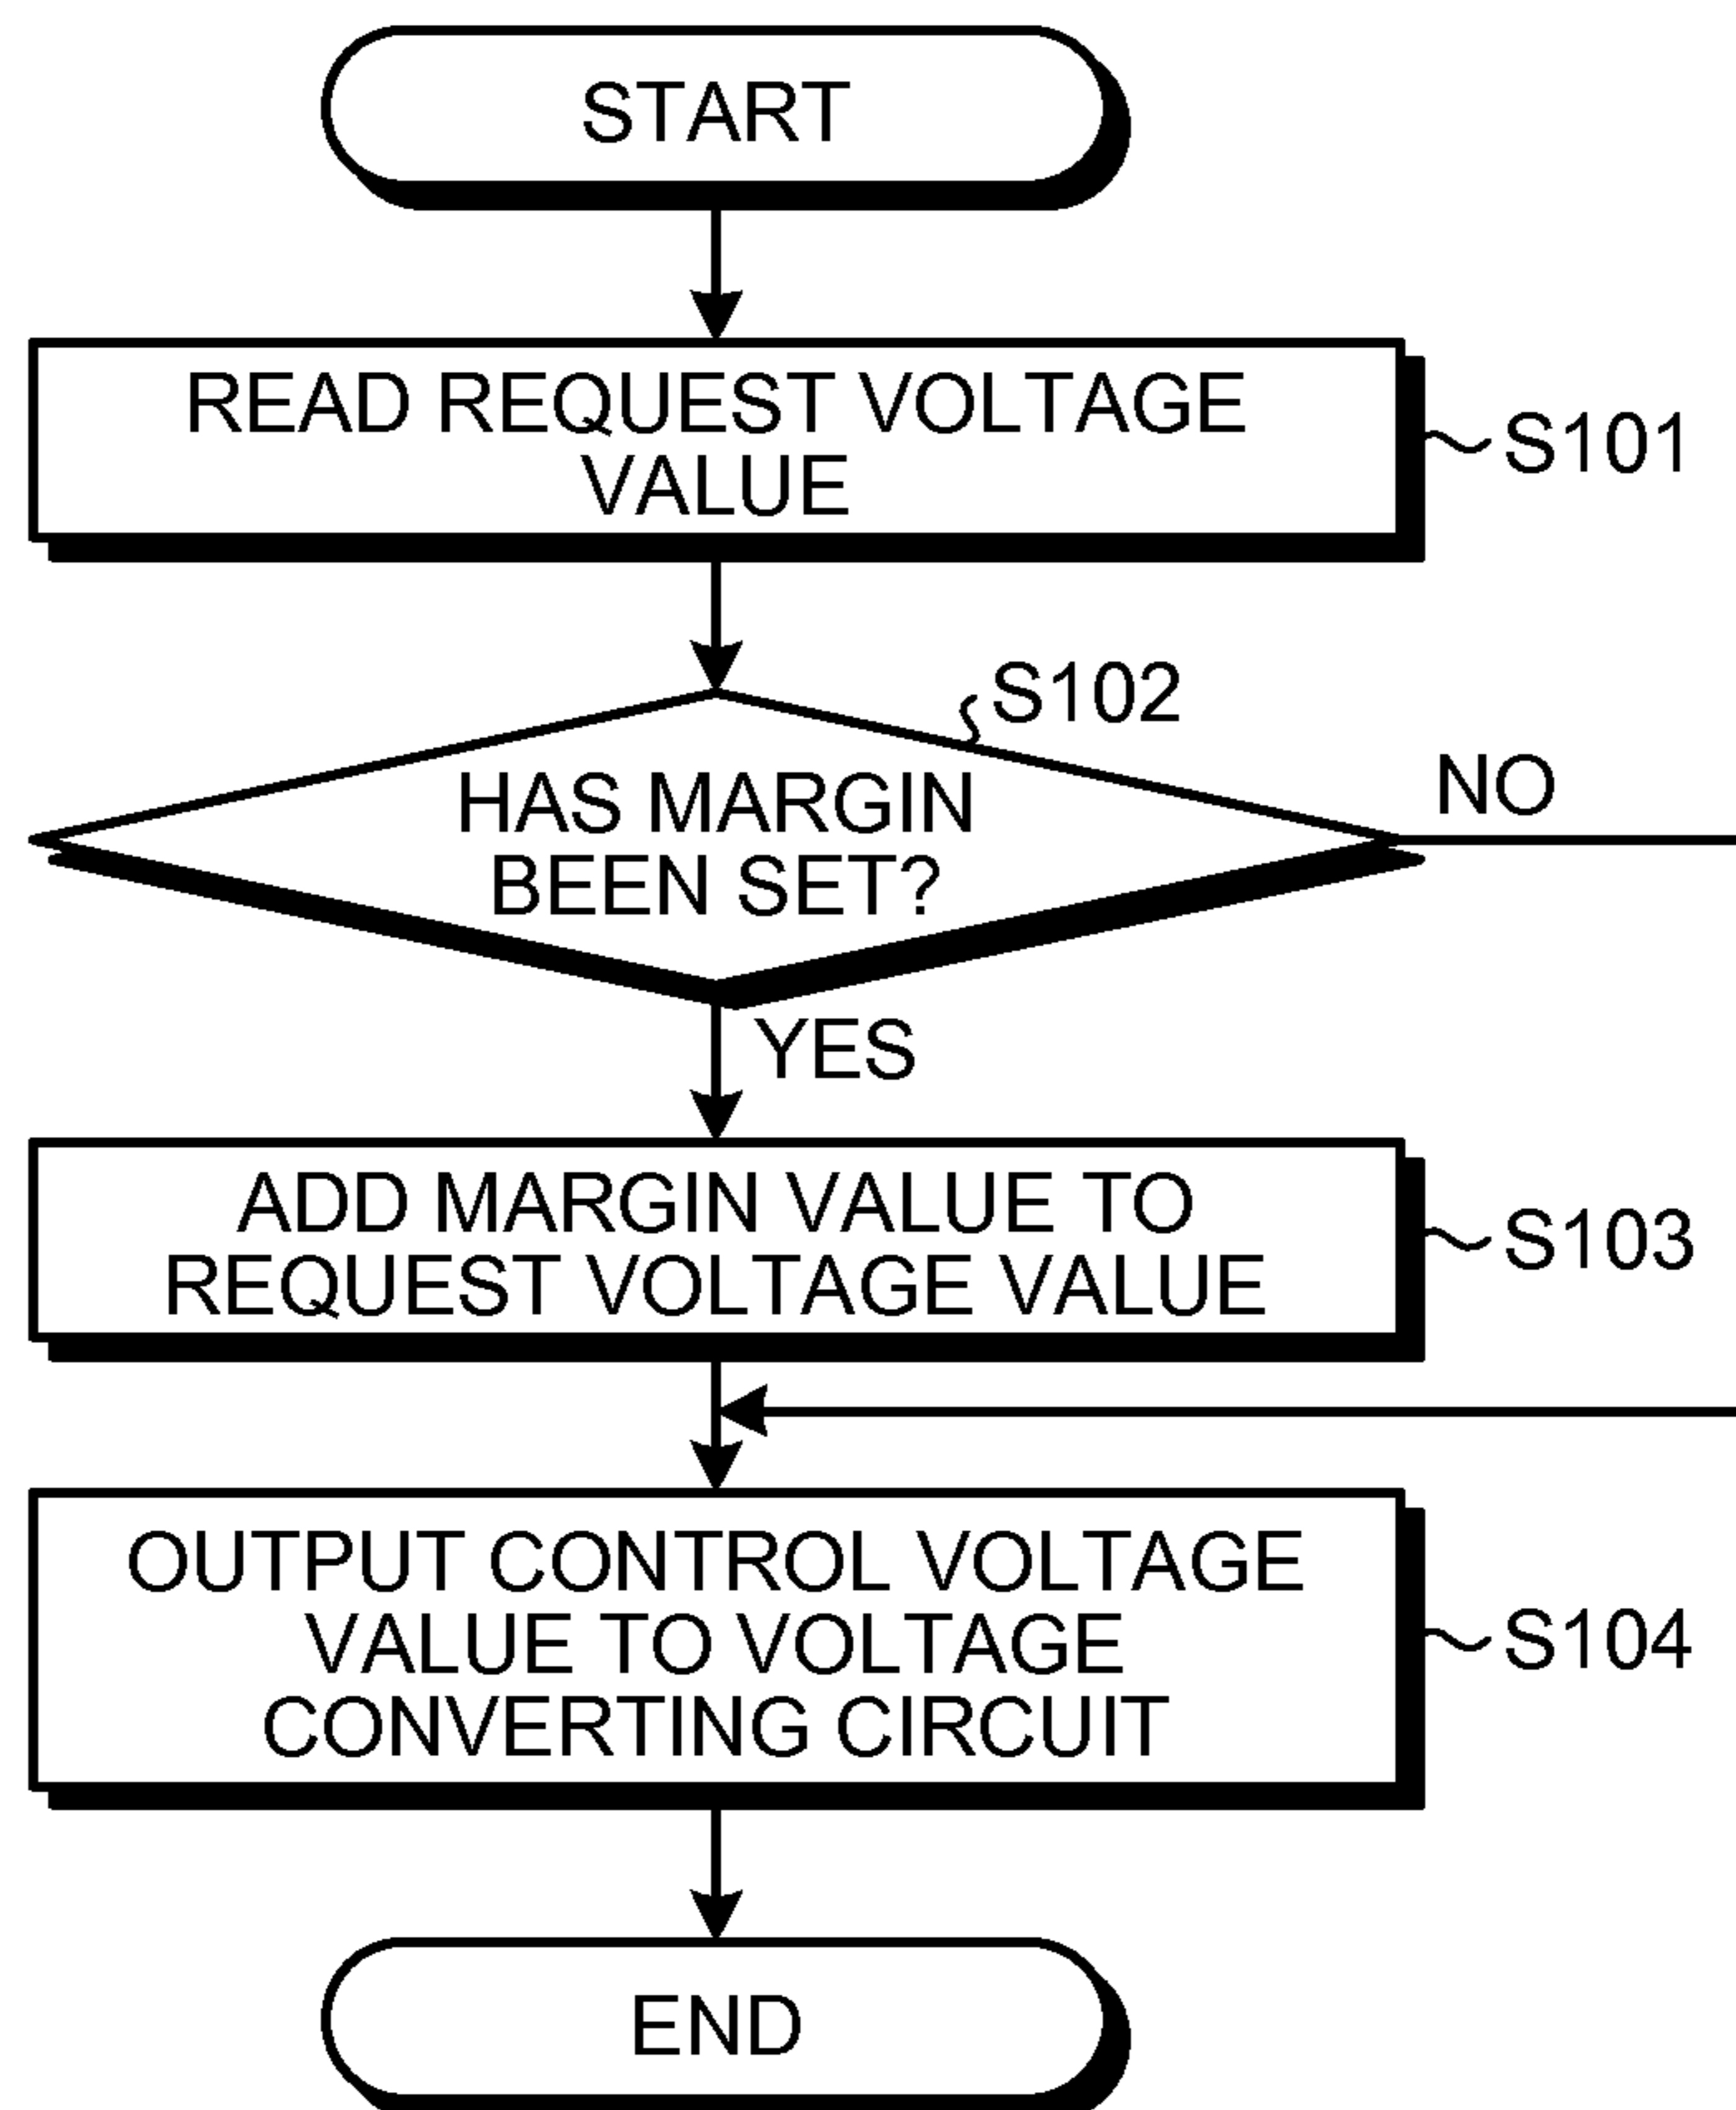 START
READ REQUEST VOLTAGE
VALUE
S101
S102
HAS MARGIN
BEEN SET?
NO
YES
ADD MARGIN VALUE TO
REQUEST VOLTAGE VALUE
S103
OUTPUT CONTROL VOLTAGE
VALUE TO VOLTAGE
CONVERTING CIRCUIT
S104
END